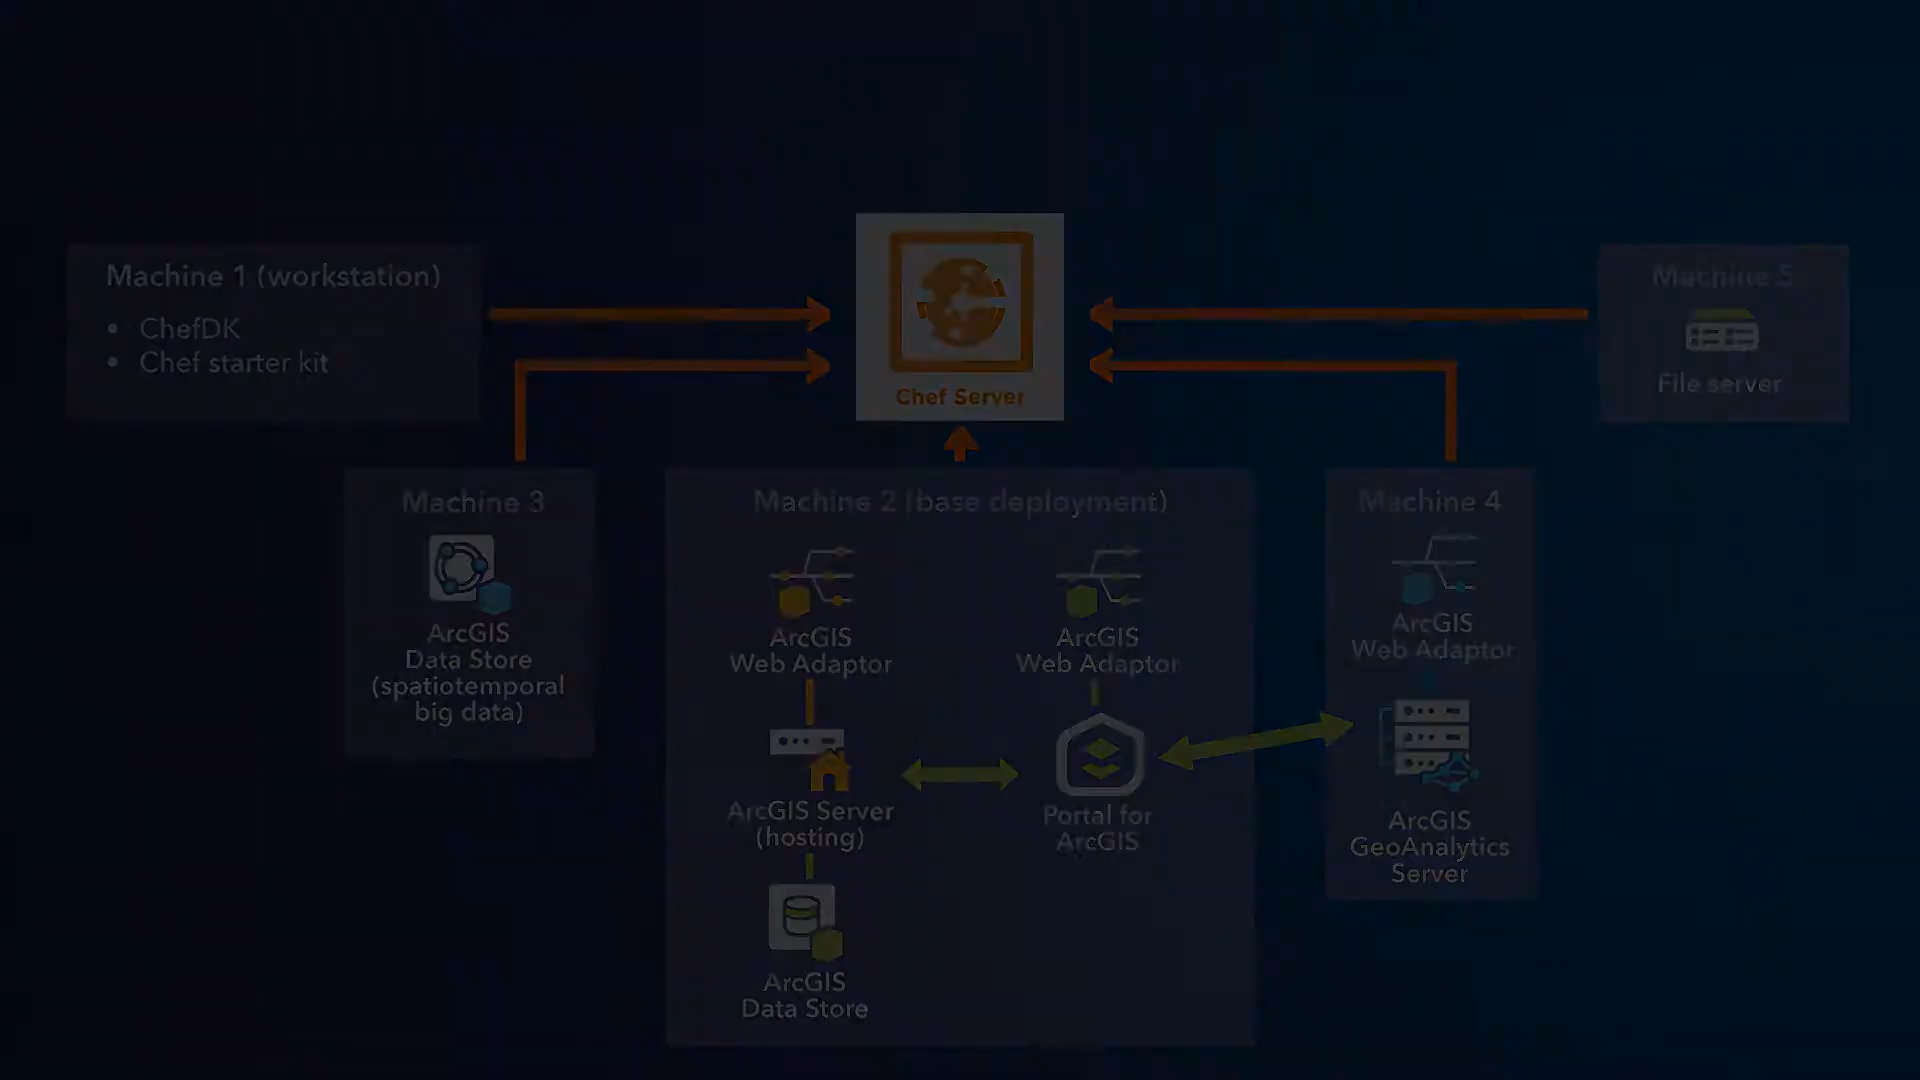 Machine 1 (workstation)
• ChefDK
• Chef starter kit
Chef Server
Machine 5
File server
Machine 3
ArcGIS
Data Store
(spatiotemporal
big data)
Machine 2 (base deployment)
ArcGIS
Web Adaptor
ArcGIS
Web Adaptor
ArcGIS Server
(hosting)
Portal for
ArcGIS
ArcGIS
Data Store
Machine 4
ArcGIS
Web Adaptor
ArcGIS
GeoAnalytics
Server